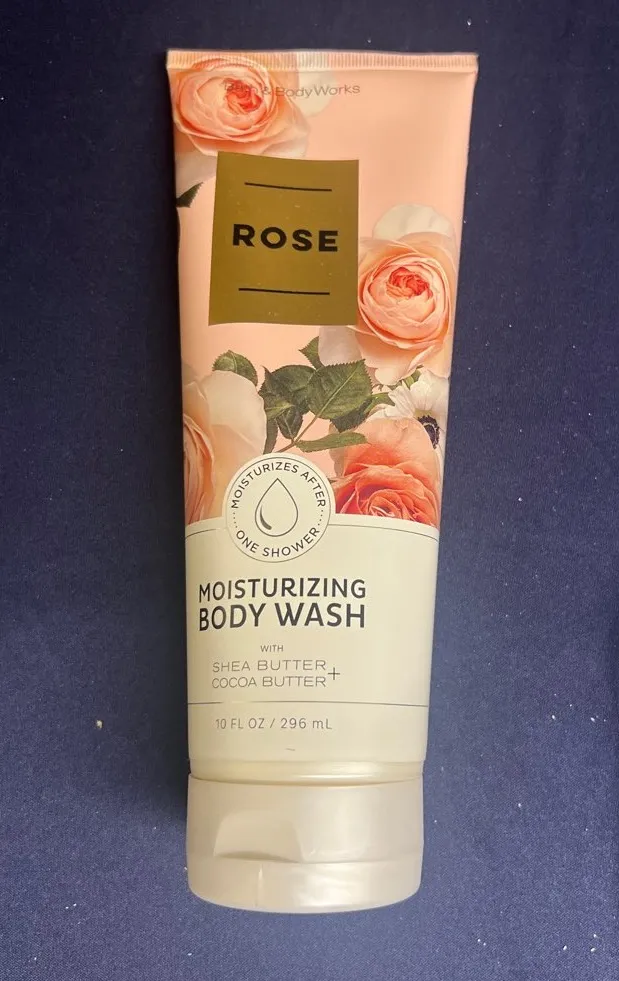 Bath & BodyWorks
ROSE
MOISTURIZES AFTER
ONE SHOWER
MOISTURIZING
BODY WASH
WITH
SHEA BUTTER +
COCOA BUTTER
10 FL OZ / 296 mL